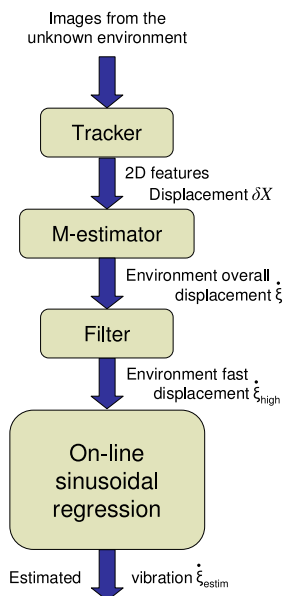 Images from the
unknown environment
Tracker
2D features
Displacement δX
M-estimator
Environment overall
displacement ξ̇
Filter
Environment fast
displacement ξ̇high
On-line
sinusoidal
regression
Estimated vibration ξ̇estim